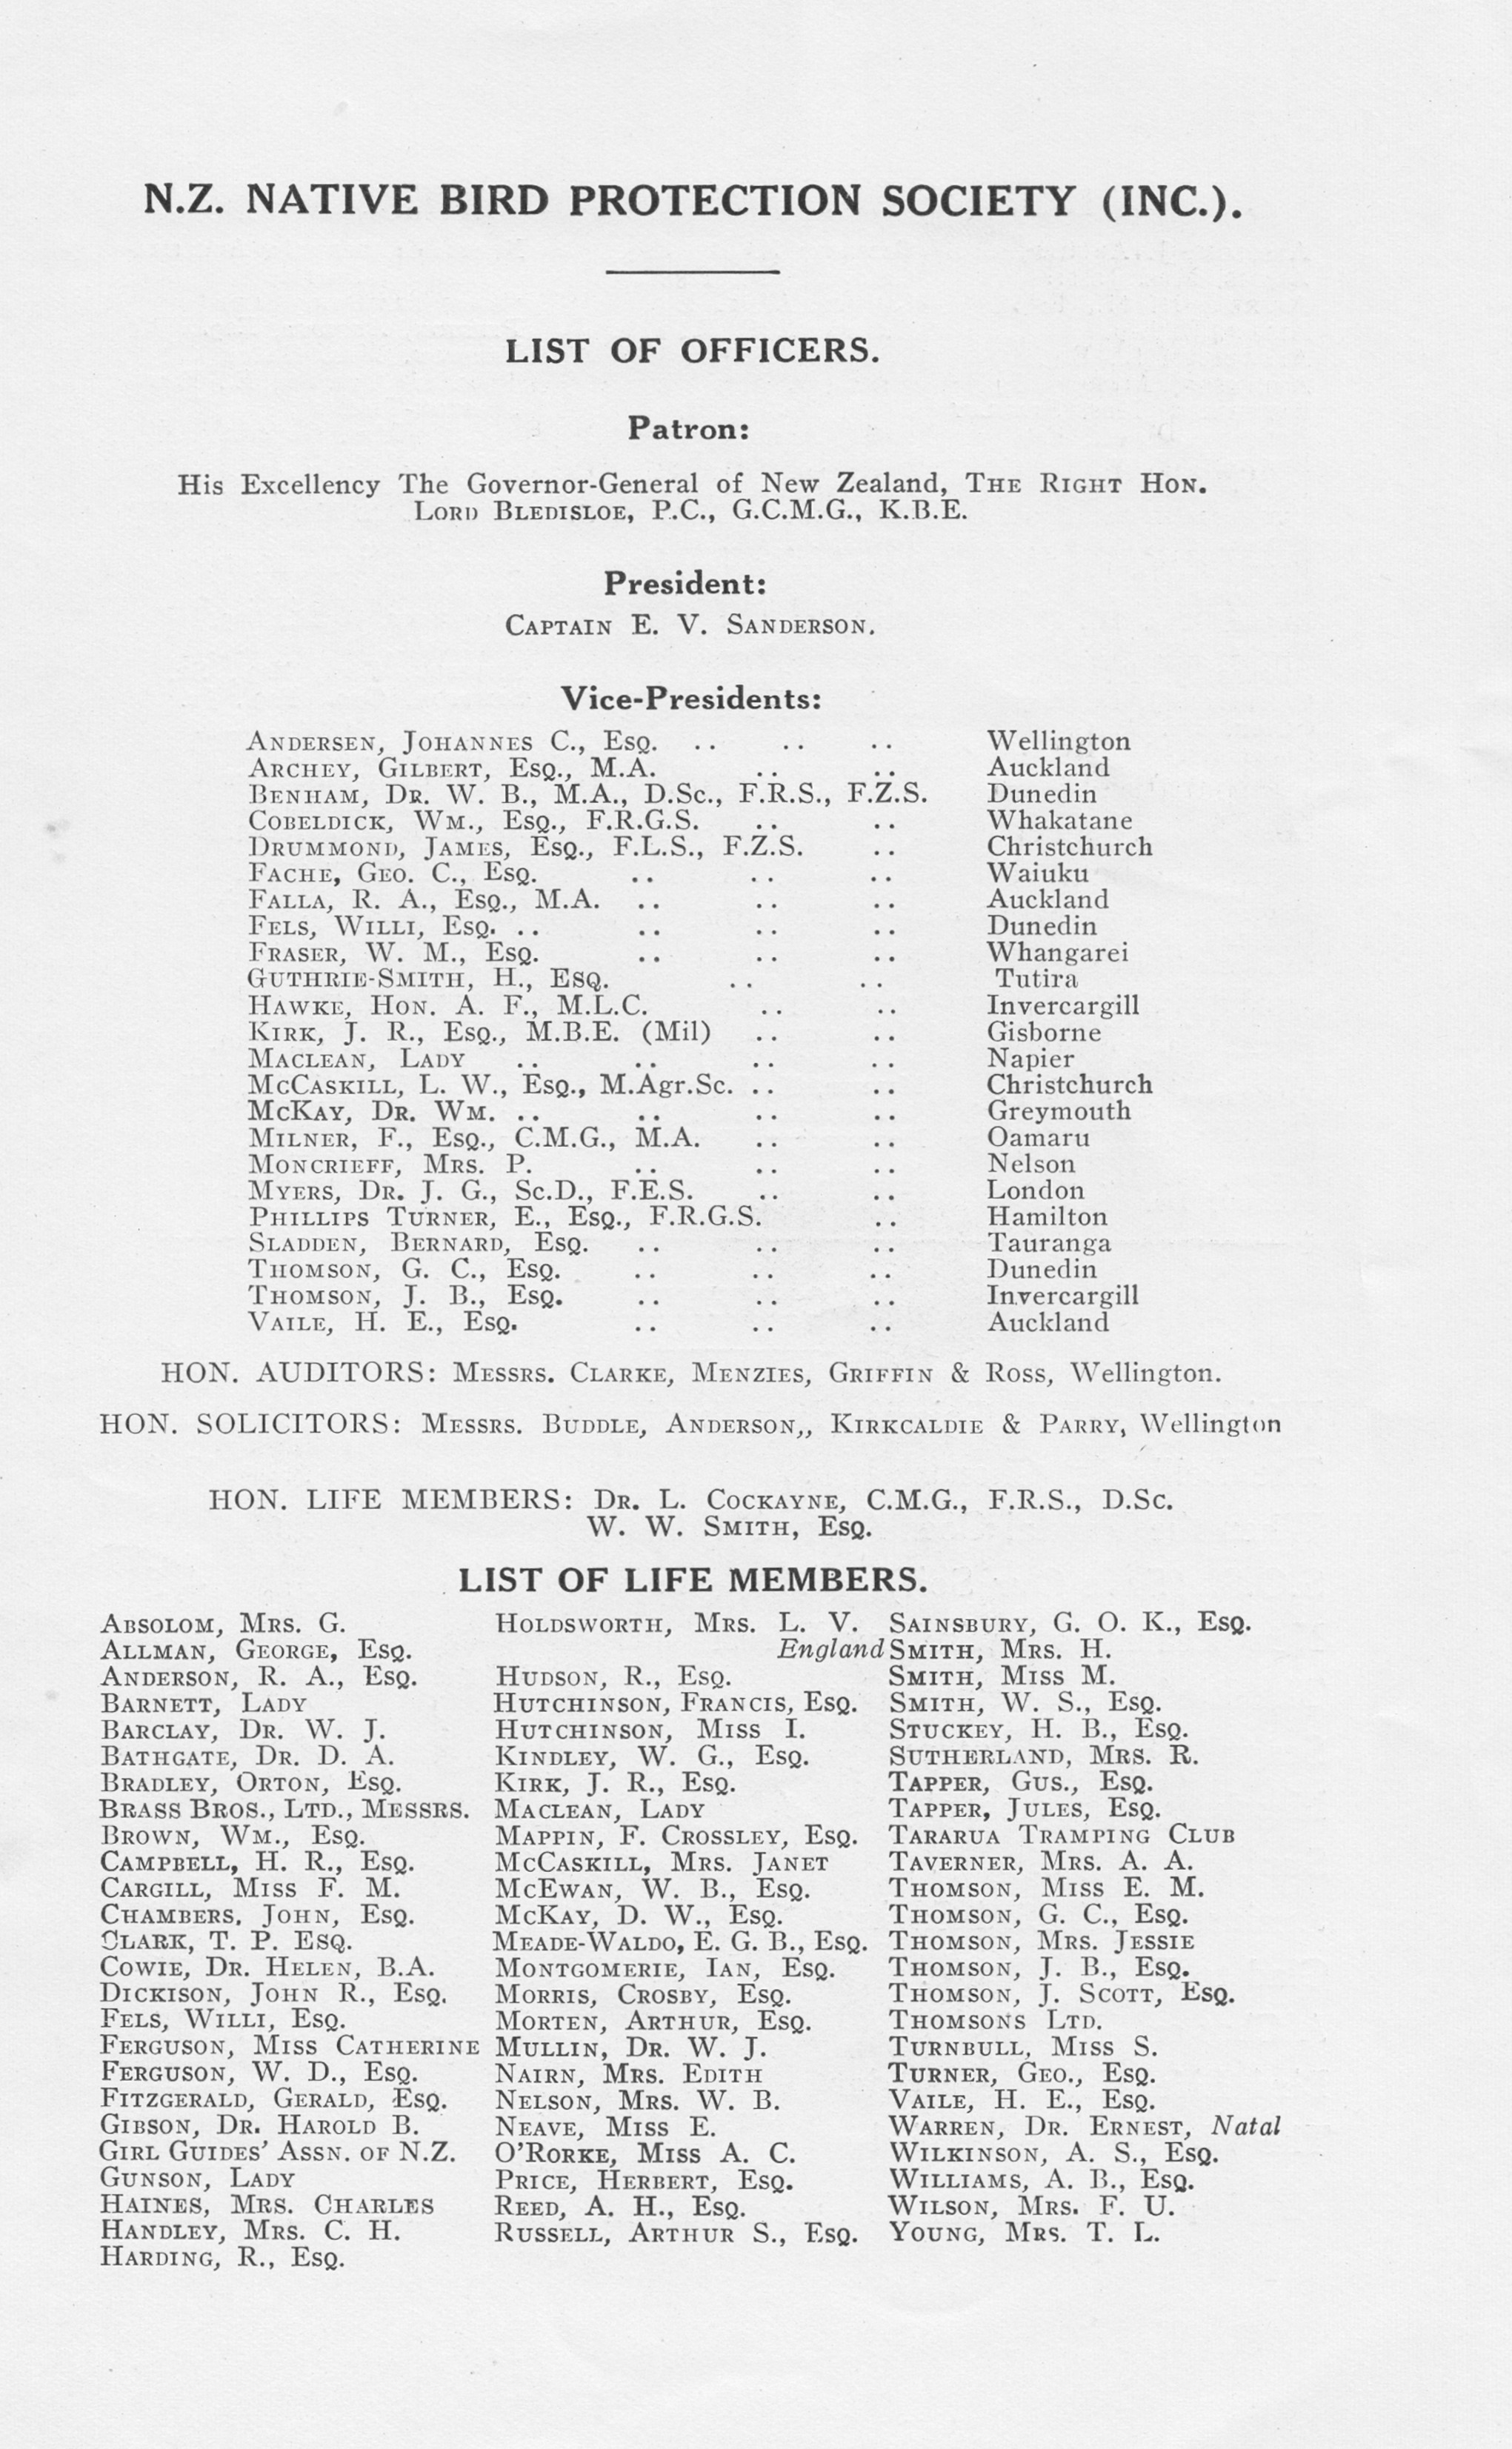 N.Z. NATIVE BIRD PROTECTION SOCIETY (INC.).
LIST OF OFFICERS.
Patron:
His Excellency The Governor-General of New Zealand, THE RIGHT HON.
LORD BLEDISLOE, P.C., G.C.M.G., K.B.E.
President:
CAPTAIN E. V. SANDERSON.
Vice-Presidents:
ANDERSEN, JOHANNES C., ESQ. .. .. .. Wellington
ARCHEY, GILBERT, ESQ., M.A. .. .. Auckland
BENHAM, DR. W. B., M.A., D.Sc., F.R.S., F.Z.S. Dunedin
COBELDICK, WM., ESQ., F.R.G.S. .. .. Whakatane
DRUMMOND, JAMES, ESQ., F.L.S., F.Z.S. .. Christchurch
FACHE, GEO. C., ESQ. .. .. .. Waiuku
FALLA, R. A., ESQ., M.A. .. .. .. Auckland
FELS, WILLI, ESQ. .. .. .. .. Dunedin
FRASER, W. M., ESQ. .. .. .. Whangarei
GUTHRIE-SMITH, H., ESQ. .. .. Tutira
HAWKE, HON. A. F., M.L.C. .. .. Invercargill
KIRK, J. R., ESQ., M.B.E. (Mil) .. .. Gisborne
MACLEAN, LADY .. .. .. .. Napier
MCCASKILL, L. W., ESQ., M.Agr.Sc. .. .. Christchurch
MCKAY, DR. WM. .. .. .. .. Greymouth
MILNER, F., ESQ., C.M.G., M.A. .. .. Oamaru
MONCRIEFF, MRS. P. .. .. .. Nelson
MYERS, DR. J. G., Sc.D., F.E.S. .. .. London
PHILLIPS TURNER, E., ESQ., F.R.G.S. .. Hamilton
SLADDEN, BERNARD, ESQ. .. .. .. Tauranga
THOMSON, G. C., ESQ. .. .. .. Dunedin
THOMSON, J. B., ESQ. .. .. .. Invercargill
VAILE, H. E., ESQ. .. .. .. Auckland
HON. AUDITORS: MESSRS. CLARKE, MENZIES, GRIFFIN & ROSS, Wellington.
HON. SOLICITORS: MESSRS. BUDDLE, ANDERSON,, KIRKCALDIE & PARRY, Wellington
HON. LIFE MEMBERS: DR. L. COCKAYNE, C.M.G., F.R.S., D.Sc.
W. W. SMITH, ESQ.
LIST OF LIFE MEMBERS.
ABSOLOM, MRS. G.
ALLMAN, GEORGE, ESQ.
ANDERSON, R. A., ESQ.
BARNETT, LADY
BARCLAY, DR. W. J.
BATHGATE, DR. D. A.
BRADLEY, ORTON, ESQ.
BRASS BROS., LTD., MESSRS.
BROWN, WM., ESQ.
CAMPBELL, H. R., ESQ.
CARGILL, MISS F. M.
CHAMBERS, JOHN, ESQ.
CLARK, T. P. ESQ.
COWIE, DR. HELEN, B.A.
DICKISON, JOHN R., ESQ.
FELS, WILLI, ESQ.
FERGUSON, MISS CATHERINE
FERGUSON, W. D., ESQ.
FITZGERALD, GERALD, ESQ.
GIBSON, DR. HAROLD B.
GIRL GUIDES' ASSN. OF N.Z.
GUNSON, LADY
HAINES, MRS. CHARLES
HANDLEY, MRS. C. H.
HARDING, R., ESQ.
HOLDSWORTH, MRS. L. V.
England
HUDSON, R., ESQ.
HUTCHINSON, FRANCIS, ESQ.
HUTCHINSON, MISS I.
KINDLEY, W. G., ESQ.
KIRK, J. R., ESQ.
MACLEAN, LADY
MAPPIN, F. CROSSLEY, ESQ.
MCCASKILL, MRS. JANET
MCEWAN, W. B., ESQ.
MCKAY, D. W., ESQ.
MEADE-WALDO, E. G. B., ESQ.
MONTGOMERIE, IAN, ESQ.
MORRIS, CROSBY, ESQ.
MORTEN, ARTHUR, ESQ.
MULLIN, DR. W. J.
NAIRN, MRS. EDITH
NELSON, MRS. W. B.
NEAVE, MISS E.
O'RORKE, MISS A. C.
PRICE, HERBERT, ESQ.
REED, A. H., ESQ.
RUSSELL, ARTHUR S., ESQ.
SAINSBURY, G. O. K., ESQ.
SMITH, MRS. H.
SMITH, MISS M.
SMITH, W. S., ESQ.
STUCKEY, H. B., ESQ.
SUTHERLAND, MRS. R.
TAPPER, GUS., ESQ.
TAPPER, JULES, ESQ.
TARARUA TRAMPING CLUB
TAVERNER, MRS. A. A.
THOMSON, MISS E. M.
THOMSON, G. C., ESQ.
THOMSON, MRS. JESSIE
THOMSON, J. B., ESQ.
THOMSON, J. SCOTT, ESQ.
THOMSONS LTD.
TURNBULL, MISS S.
TURNER, GEO., ESQ.
VAILE, H. E., ESQ.
WARREN, DR. ERNEST, Natal
WILKINSON, A. S., ESQ.
WILLIAMS, A. B., ESQ.
WILSON, MRS. F. U.
YOUNG, MRS. T. L.